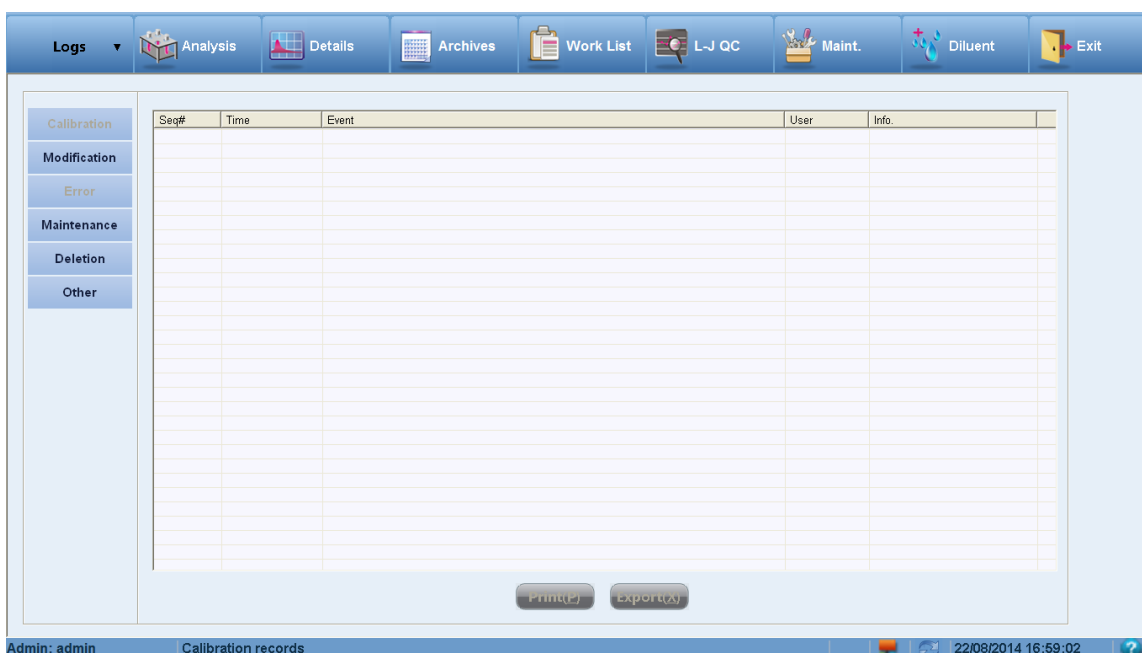 Logs ▼ Analysis Details Archives Work List L-J QC Maint. Diluent Exit
Calibration
Modification
Error
Maintenance
Deletion
Other
Seq# Time Event User Info.
Print(P) Export(X)
Admin: admin Calibration records 22/08/2014 16:59:02 ?